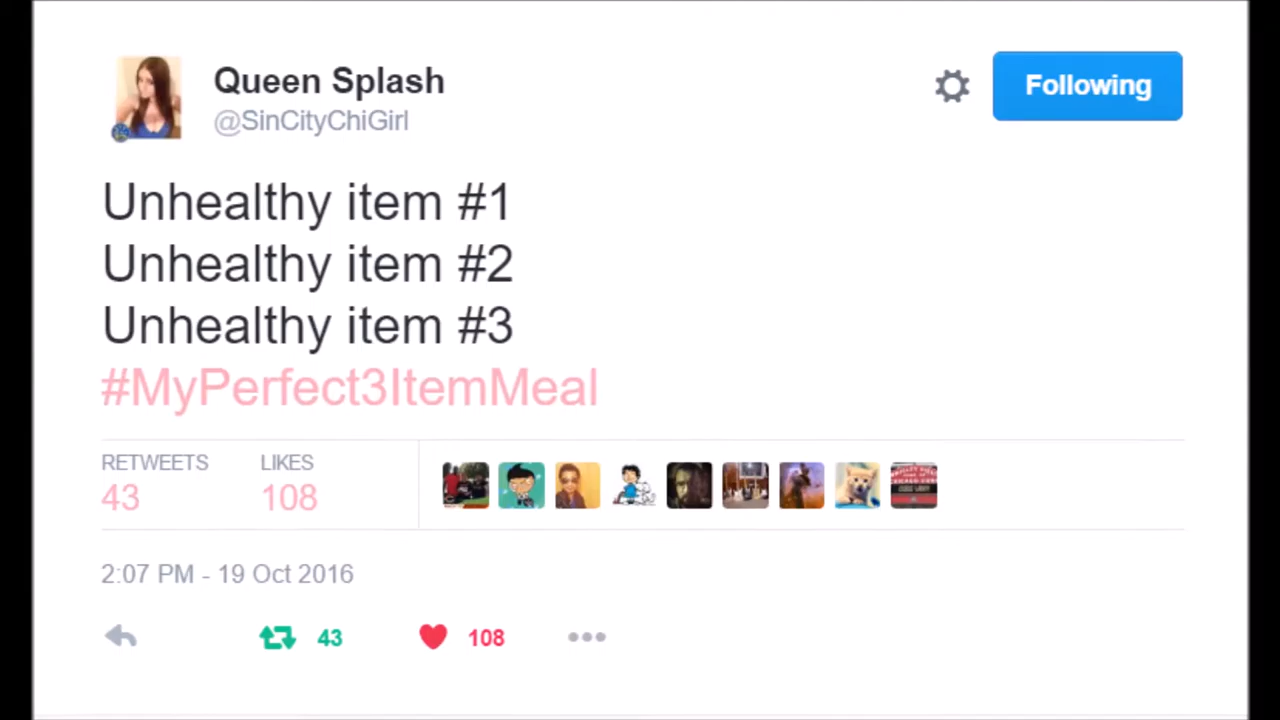 Queen Splash
@SinCityChiGirl
Following
Unhealthy item #1
Unhealthy item #2
Unhealthy item #3
#MyPerfect3ItemMeal
RETWEETS LIKES
43 108
2:07 PM - 19 Oct 2016
43 108